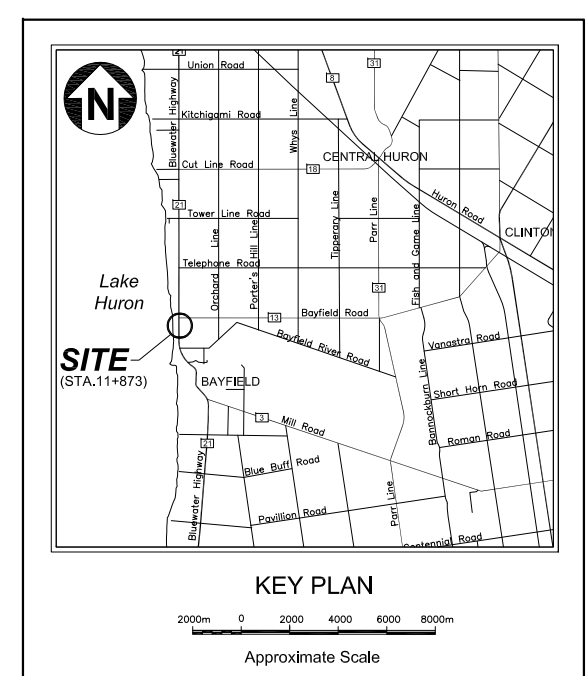 21
Union Road
31
8
N
Bluewater Highway
Whys Line
Kitchigami Road
CENTRAL HURON
Cut Line Road
18
Huron Road
21
Tower Line Road
Orchard Line
Porter's Hill Line
Tipperary Line
Parr Line
Fish and Game Line
CLINTON
Telephone Road
Lake
Huron
31
13
Bayfield Road
SITE
(STA.11+873)
Bayfield River Road
Vanastra Road
BAYFIELD
Bannockburn Line
Short Horn Road
3
Mill Road
Roman Road
21
Bluewater Highway
Blue Buff Road
Parr Line
Pavillion Road
Centennial Road
KEY PLAN
2000m 0 2000 4000 6000 8000m
Approximate Scale